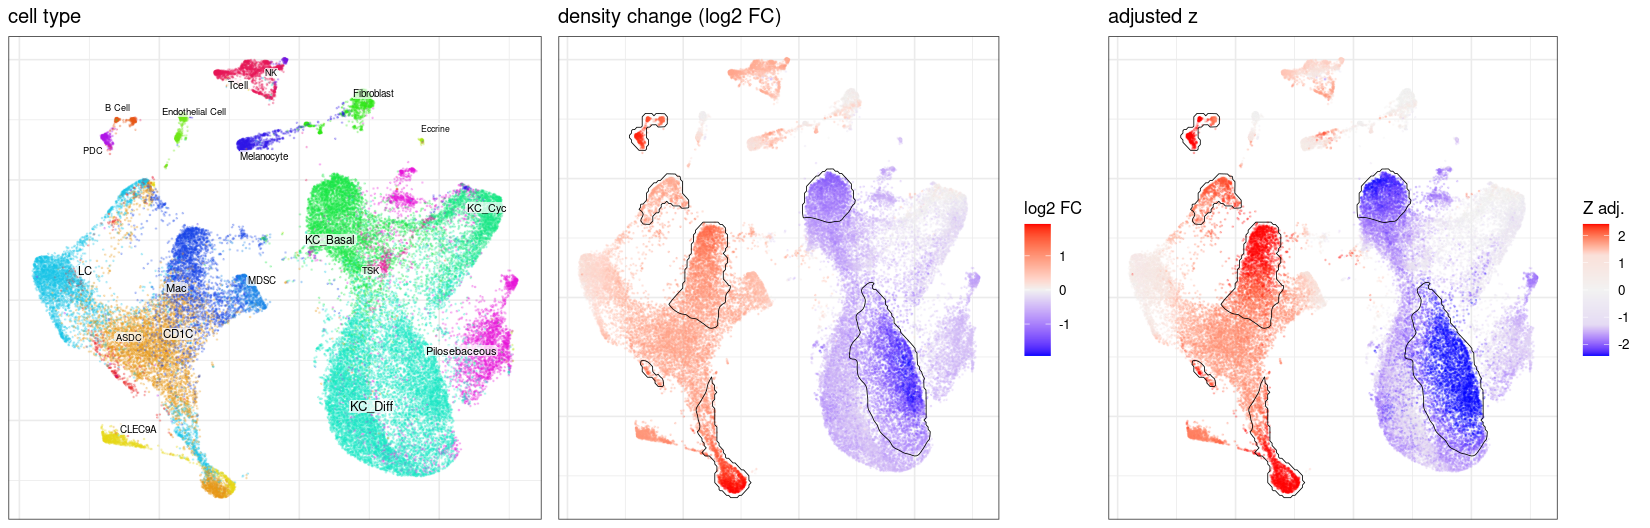 cell type
density change (log2 FC)
adjusted z
NK
Tcell
Fibroblast
B Cell
Endothelial Cell
Eccrine
PDC
Melanocyte
KC_Cyc
KC_Basal
LC
TSK
MDSC
Mac
ASDC
CD1C
Pilosebaceous
KC_Diff
CLEC9A
log2 FC
1
0
-1
Z adj.
2
1
0
-1
-2